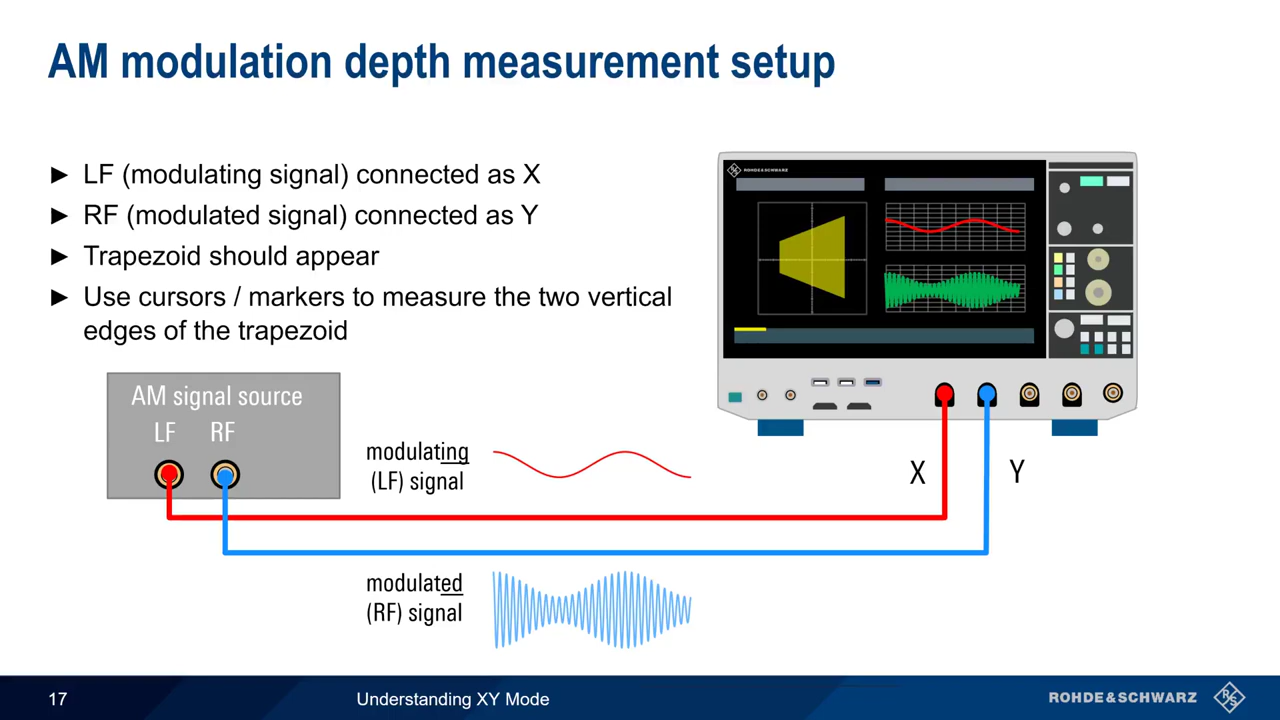 AM modulation depth measurement setup
► LF (modulating signal) connected as X
► RF (modulated signal) connected as Y
► Trapezoid should appear
► Use cursors / markers to measure the two vertical
edges of the trapezoid
ROHDE&SCHWARZ
AM signal source
LF RF
modulating
(LF) signal
X Y
modulated
(RF) signal
17 Understanding XY Mode ROHDE&SCHWARZ
R S